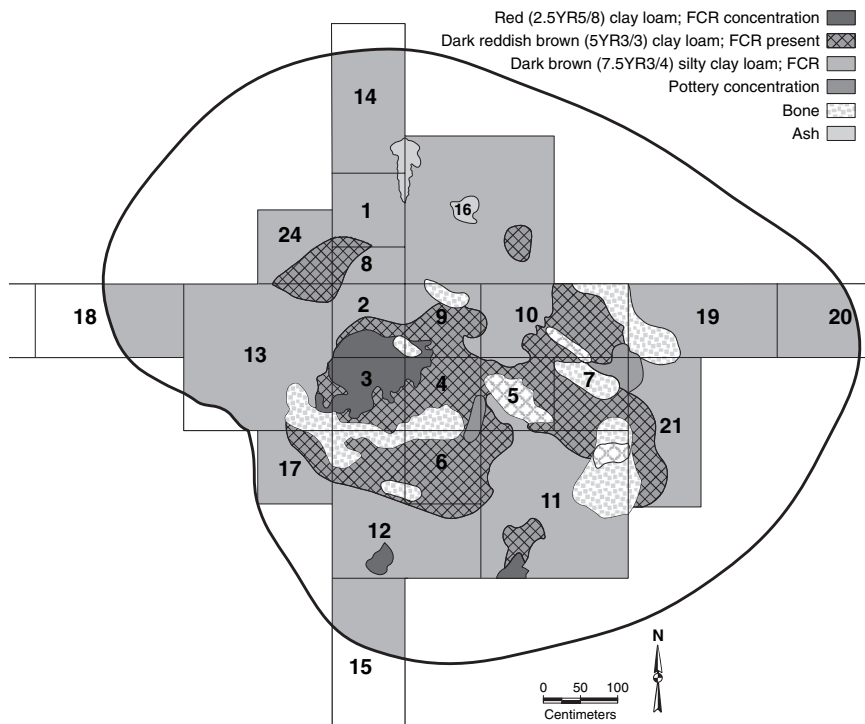 Red (2.5YR5/8) clay loam; FCR concentration
Dark reddish brown (5YR3/3) clay loam; FCR present
Dark brown (7.5YR3/4) silty clay loam; FCR
Pottery concentration
Bone
Ash
14
1
16
24
8
18
2
9
10
19
20
13
3
4
5
7
21
17
6
11
12
15
N
0 50 100
Centimeters